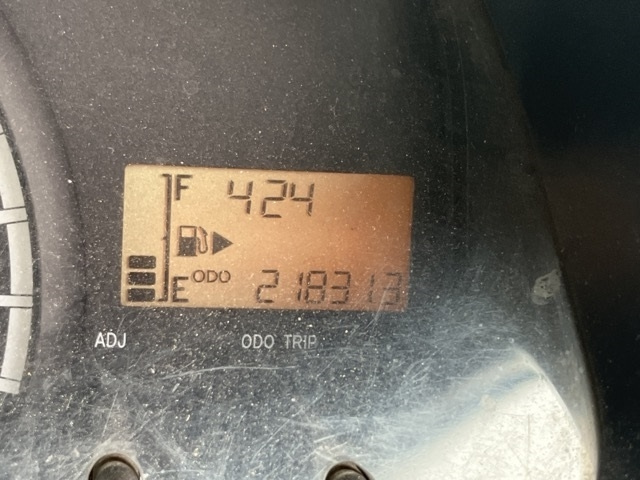 F 424
E ODO 218313
ADJ ODO TRIP